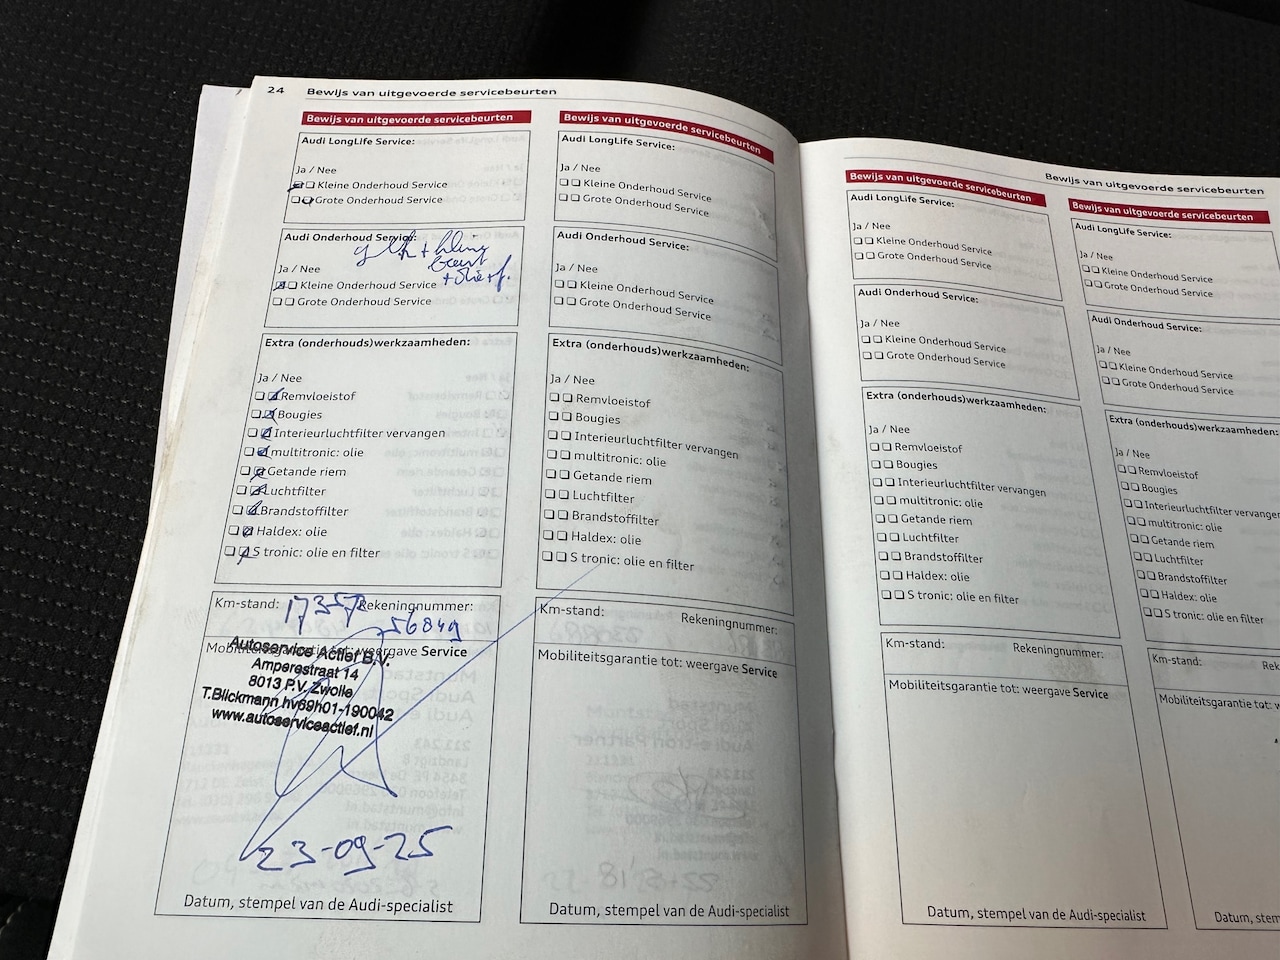 24 Bewijs van uitgevoerde servicebeurten
Bewijs van uitgevoerde servicebeurten
Audi LongLife Service:
Ja / Nee
Kleine Onderhoud Service
Grote Onderhoud Service
Audi Onderhoud Service:
Ja / Nee
Kleine Onderhoud Service
Grote Onderhoud Service
Extra (onderhouds)werkzaamheden:
Ja / Nee
Remvloeistof
Bougies
Interieurluchtfilter vervangen
multitronic: olie
Getande riem
Luchtfilter
Brandstoffilter
Haldex: olie
S tronic: olie en filter
Km-stand: Rekeningnummer:
56849
Mobiliteitsgarantie tot: weergave Service
Autoservice Actief B.V.
Amperestraat 14
8013 P.V. Zwolle
T.Blickmann hv69h01-190042
www.autoserviceactief.nl
23-09-25
Datum, stempel van de Audi-specialist
Bewijs van uitgevoerde servicebeurten
Audi LongLife Service:
Ja / Nee
Kleine Onderhoud Service
Grote Onderhoud Service
Audi Onderhoud Service:
Ja / Nee
Kleine Onderhoud Service
Grote Onderhoud Service
Extra (onderhouds)werkzaamheden:
Ja / Nee
Remvloeistof
Bougies
Interieurluchtfilter vervangen
multitronic: olie
Getande riem
Luchtfilter
Brandstoffilter
Haldex: olie
S tronic: olie en filter
Km-stand: Rekeningnummer:
Mobiliteitsgarantie tot: weergave Service
Datum, stempel van de Audi-specialist
Bewijs van uitgevoerde servicebeurten
Bewijs van uitgevoerde servicebeurten
Audi LongLife Service:
Ja / Nee
Kleine Onderhoud Service
Grote Onderhoud Service
Audi Onderhoud Service:
Ja / Nee
Kleine Onderhoud Service
Grote Onderhoud Service
Extra (onderhouds)werkzaamheden:
Ja / Nee
Remvloeistof
Bougies
Interieurluchtfilter vervangen
multitronic: olie
Getande riem
Luchtfilter
Brandstoffilter
Haldex: olie
S tronic: olie en filter
Km-stand: Rekeningnummer:
Mobiliteitsgarantie tot: weergave Service
Datum, stempel van de Audi-specialist
Bewijs van uitgevoerde servicebeurten
Audi LongLife Service:
Ja / Nee
Kleine Onderhoud Service
Grote Onderhoud Service
Audi Onderhoud Service:
Ja / Nee
Kleine Onderhoud Service
Grote Onderhoud Service
Extra (onderhouds)werkzaamheden:
Ja / Nee
Remvloeistof
Bougies
Interieurluchtfilter vervangen
multitronic: olie
Getande riem
Luchtfilter
Brandstoffilter
Haldex: olie
S tronic: olie en filter
Km-stand: Rek
Mobiliteitsgarantie tot: w
Datum, stem